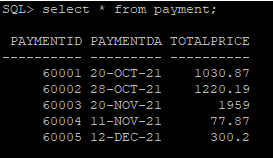 SQL> select * from payment;
PAYMENTID PAYMENTDA TOTALPRICE
---------- --------- ----------
60001 20-OCT-21 1030.87
60002 28-OCT-21 1220.19
60003 20-NOV-21 1959
60004 11-NOV-21 77.87
60005 12-DEC-21 300.2